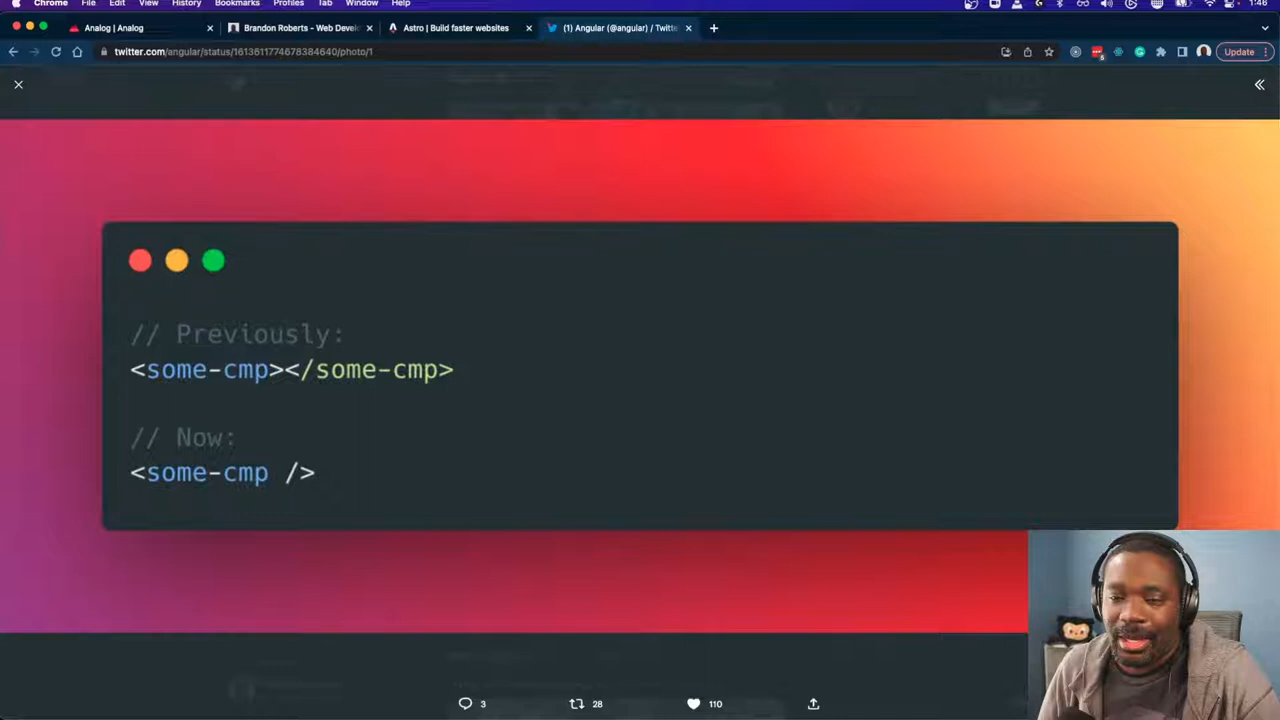 Chrome File Edit View History Bookmarks Profiles Tab Window Help 1:46
Analog | Analog
Brandon Roberts - Web Devel
Astro | Build faster websites
(1) Angular (@angular) / Twitte
twitter.com/angular/status/1613611774678384640/photo/1
Update
// Previously:
<some-cmp></some-cmp>
// Now:
<some-cmp />
3
28
110